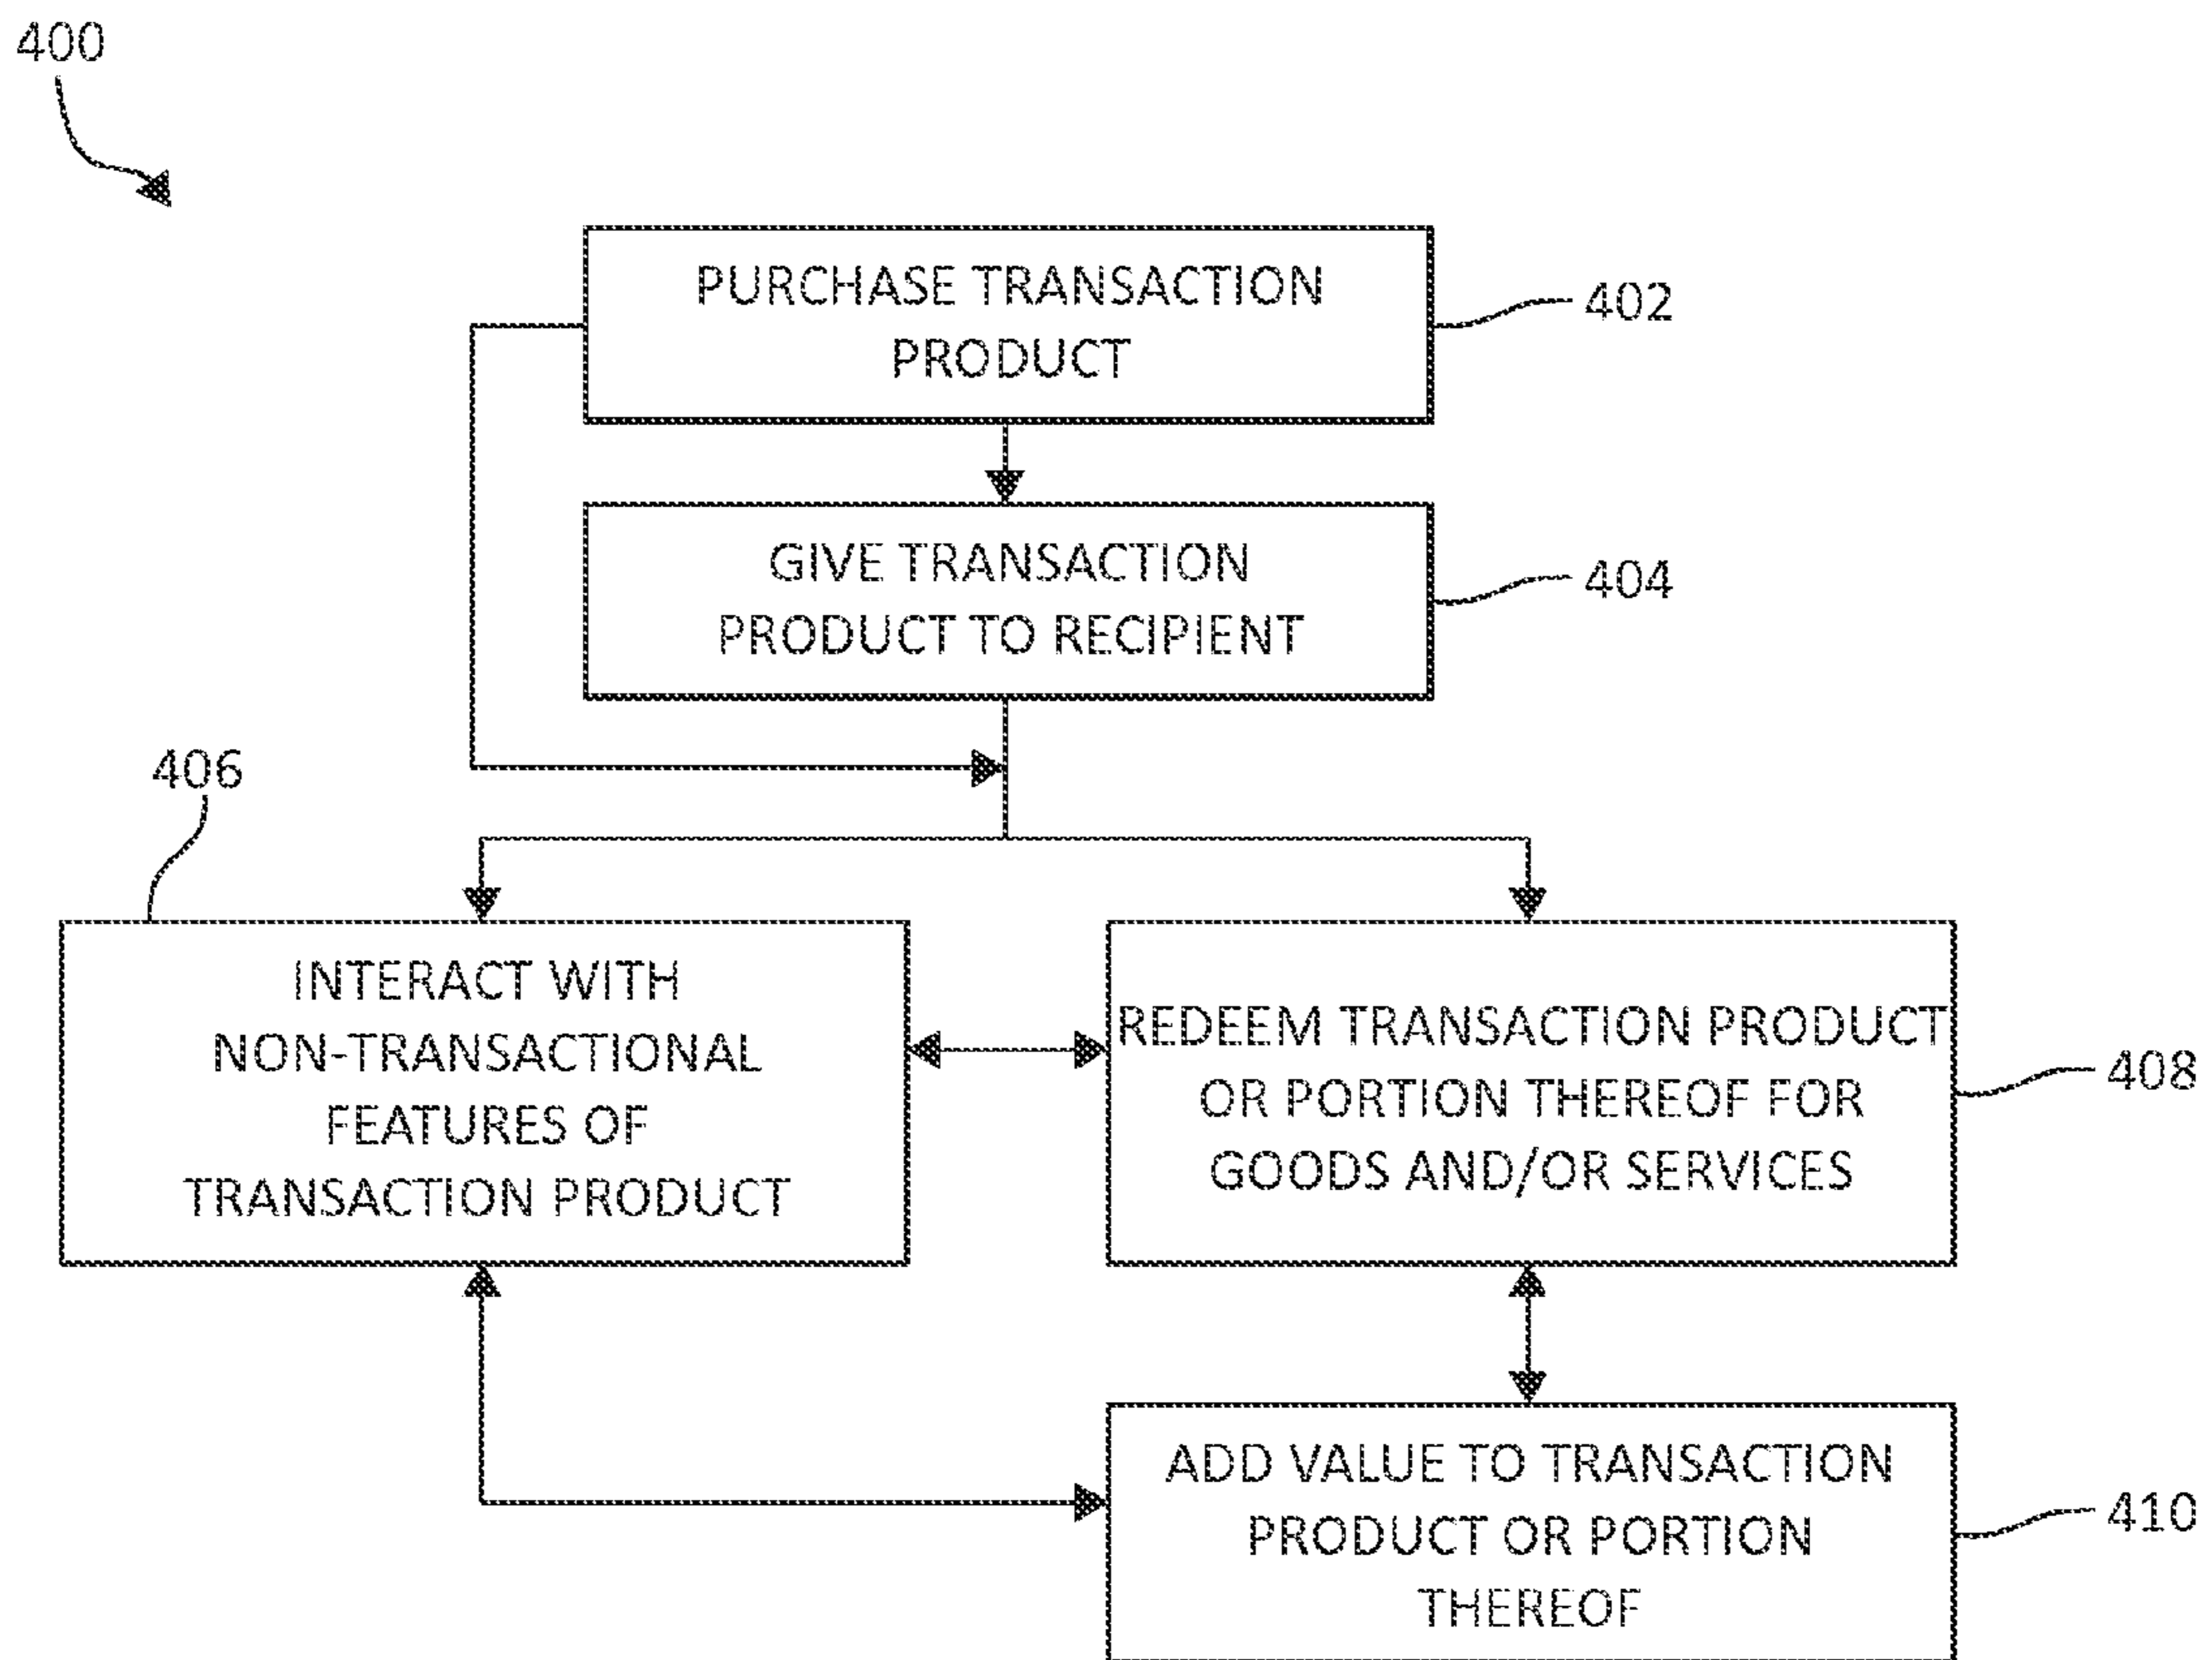 400
PURCHASE TRANSACTION
PRODUCT
402
GIVE TRANSACTION
PRODUCT TO RECIPIENT
404
406
INTERACT WITH
NON-TRANSACTIONAL
FEATURES OF
TRANSACTION PRODUCT
REDEEM TRANSACTION PRODUCT
OR PORTION THEREOF FOR
GOODS AND/OR SERVICES
408
ADD VALUE TO TRANSACTION
PRODUCT OR PORTION
THEREOF
410